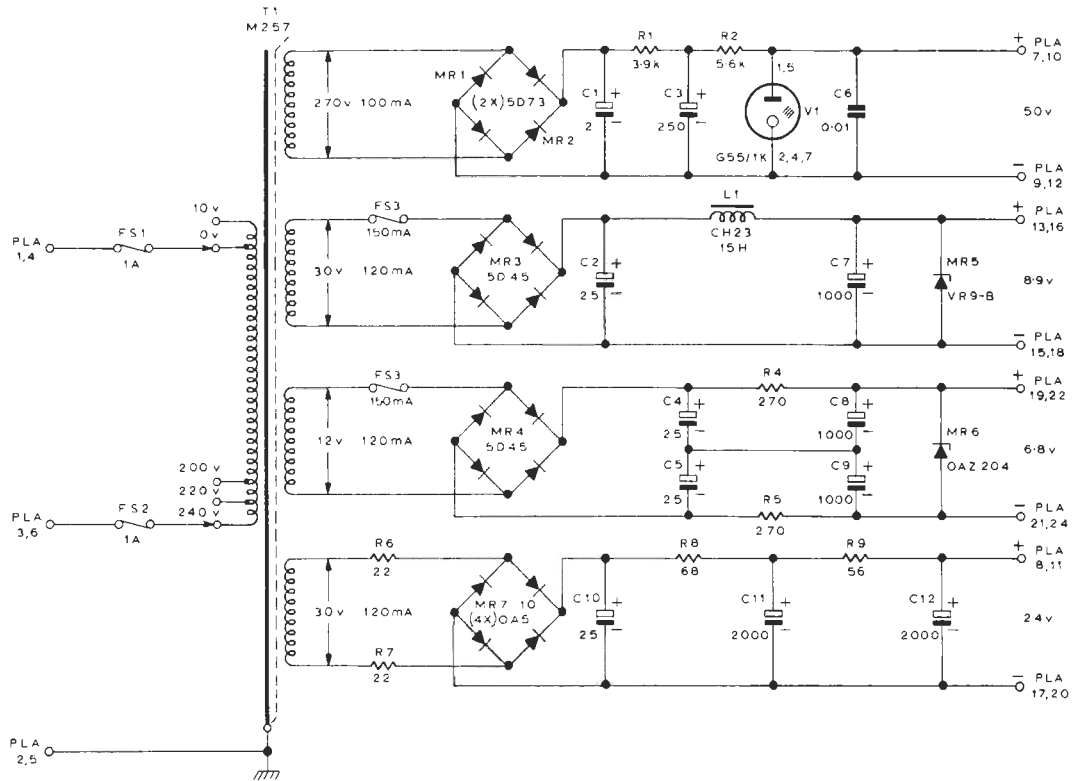 T1
M257
270v 100mA
MR1
(2X)5D73
MR2
C1
+
2
−
R1
3.9k
C3
+
250
−
R2
5.6k
1,5
V1
G55/1K
2,4,7
C6
0.01
+ PLA
7,10
50v
− PLA
9,12
10v
0v
PLA
1,4
FS1
1A
FS3
150mA
30v 120mA
MR3
5D45
C2
+
25
−
L1
CH23
15H
C7
+
1000
−
MR5
VR9-B
+ PLA
13,16
8.9v
− PLA
15,18
200v
220v
240v
PLA
3,6
FS2
1A
FS3
150mA
12v 120mA
MR4
5D45
C4
+
25
−
C5
+
25
−
R4
270
C8
+
1000
−
C9
+
1000
−
R5
270
MR6
OAZ204
+ PLA
19,22
6.8v
− PLA
21,24
R6
22
30v 120mA
R7
22
MR7 10
(4X)OA5
C10
+
25
−
R8
68
C11
+
2000
−
R9
56
C12
+
2000
−
+ PLA
8,11
24v
− PLA
17,20
PLA
2,5